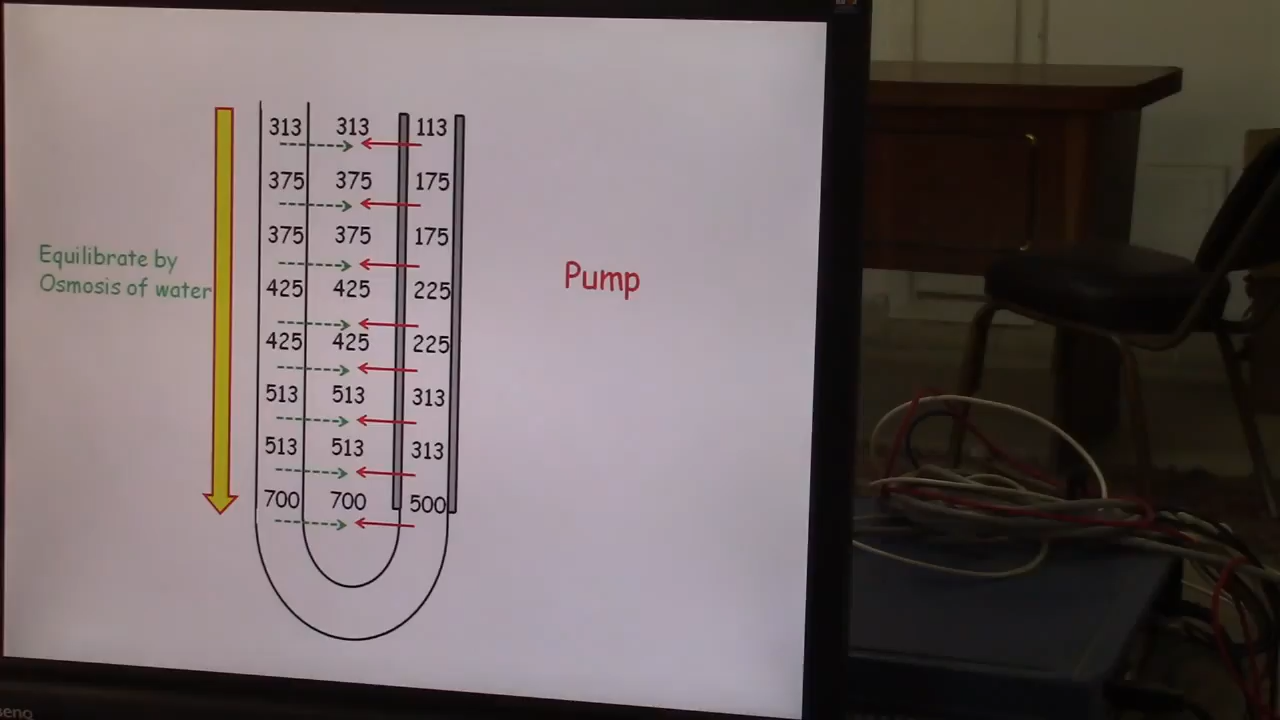 313 313 113
375 375 175
375 375 175
Equilibrate by
Osmosis of water
Pump
425 425 225
425 425 225
513 513 313
513 513 313
700 700 500